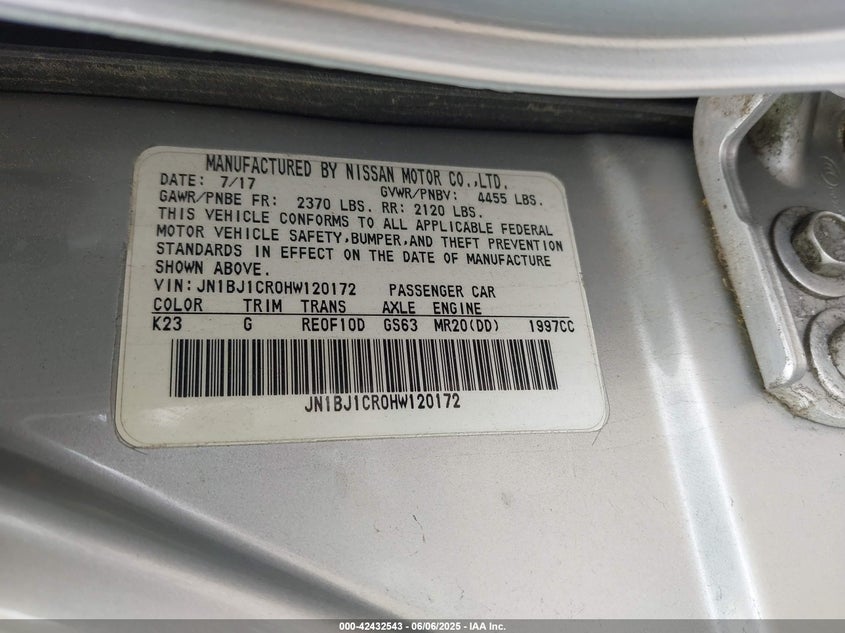 MANUFACTURED BY NISSAN MOTOR CO.,LTD.
DATE: 7/17 GVWR/PNBV: 4455 LBS.
GAWR/PNBE FR: 2370 LBS. RR: 2120 LBS.
THIS VEHICLE CONFORMS TO ALL APPLICABLE FEDERAL
MOTOR VEHICLE SAFETY,BUMPER,AND THEFT PREVENTION
STANDARDS IN EFFECT ON THE DATE OF MANUFACTURE
SHOWN ABOVE.
VIN:JN1BJ1CR0HW120172 PASSENGER CAR
COLOR TRIM TRANS AXLE ENGINE
K23 G RE0F10D GS63 MR20(DD) 1997CC
JN1BJ1CR0HW120172
000-42432543 - 06/06/2025 - IAA Inc.